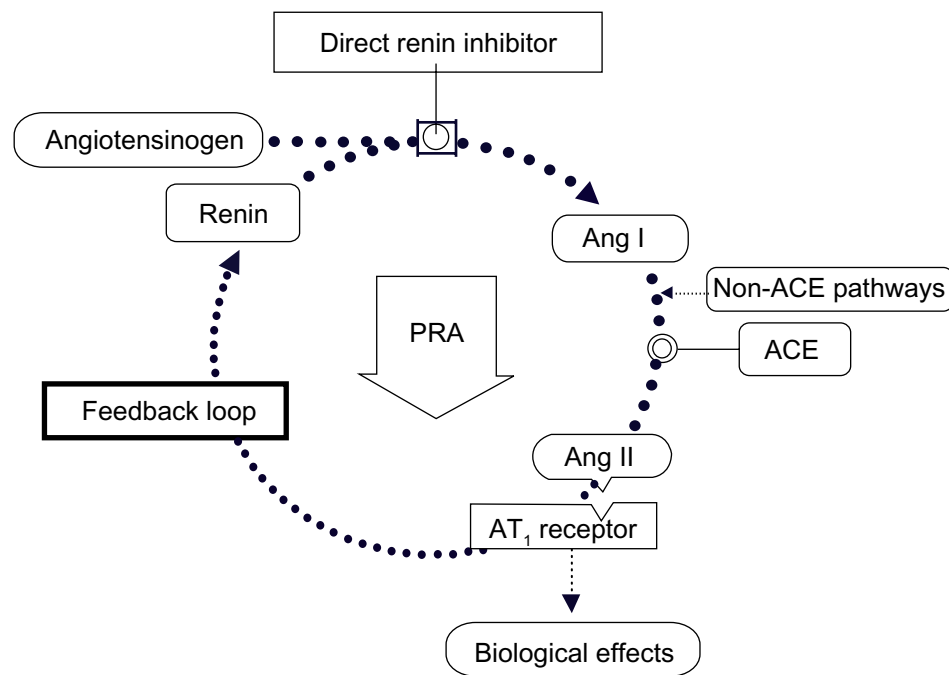 Direct renin inhibitor
Angiotensinogen
Renin
Ang I
Non-ACE pathways
PRA
ACE
Feedback loop
Ang II
AT₁ receptor
Biological effects